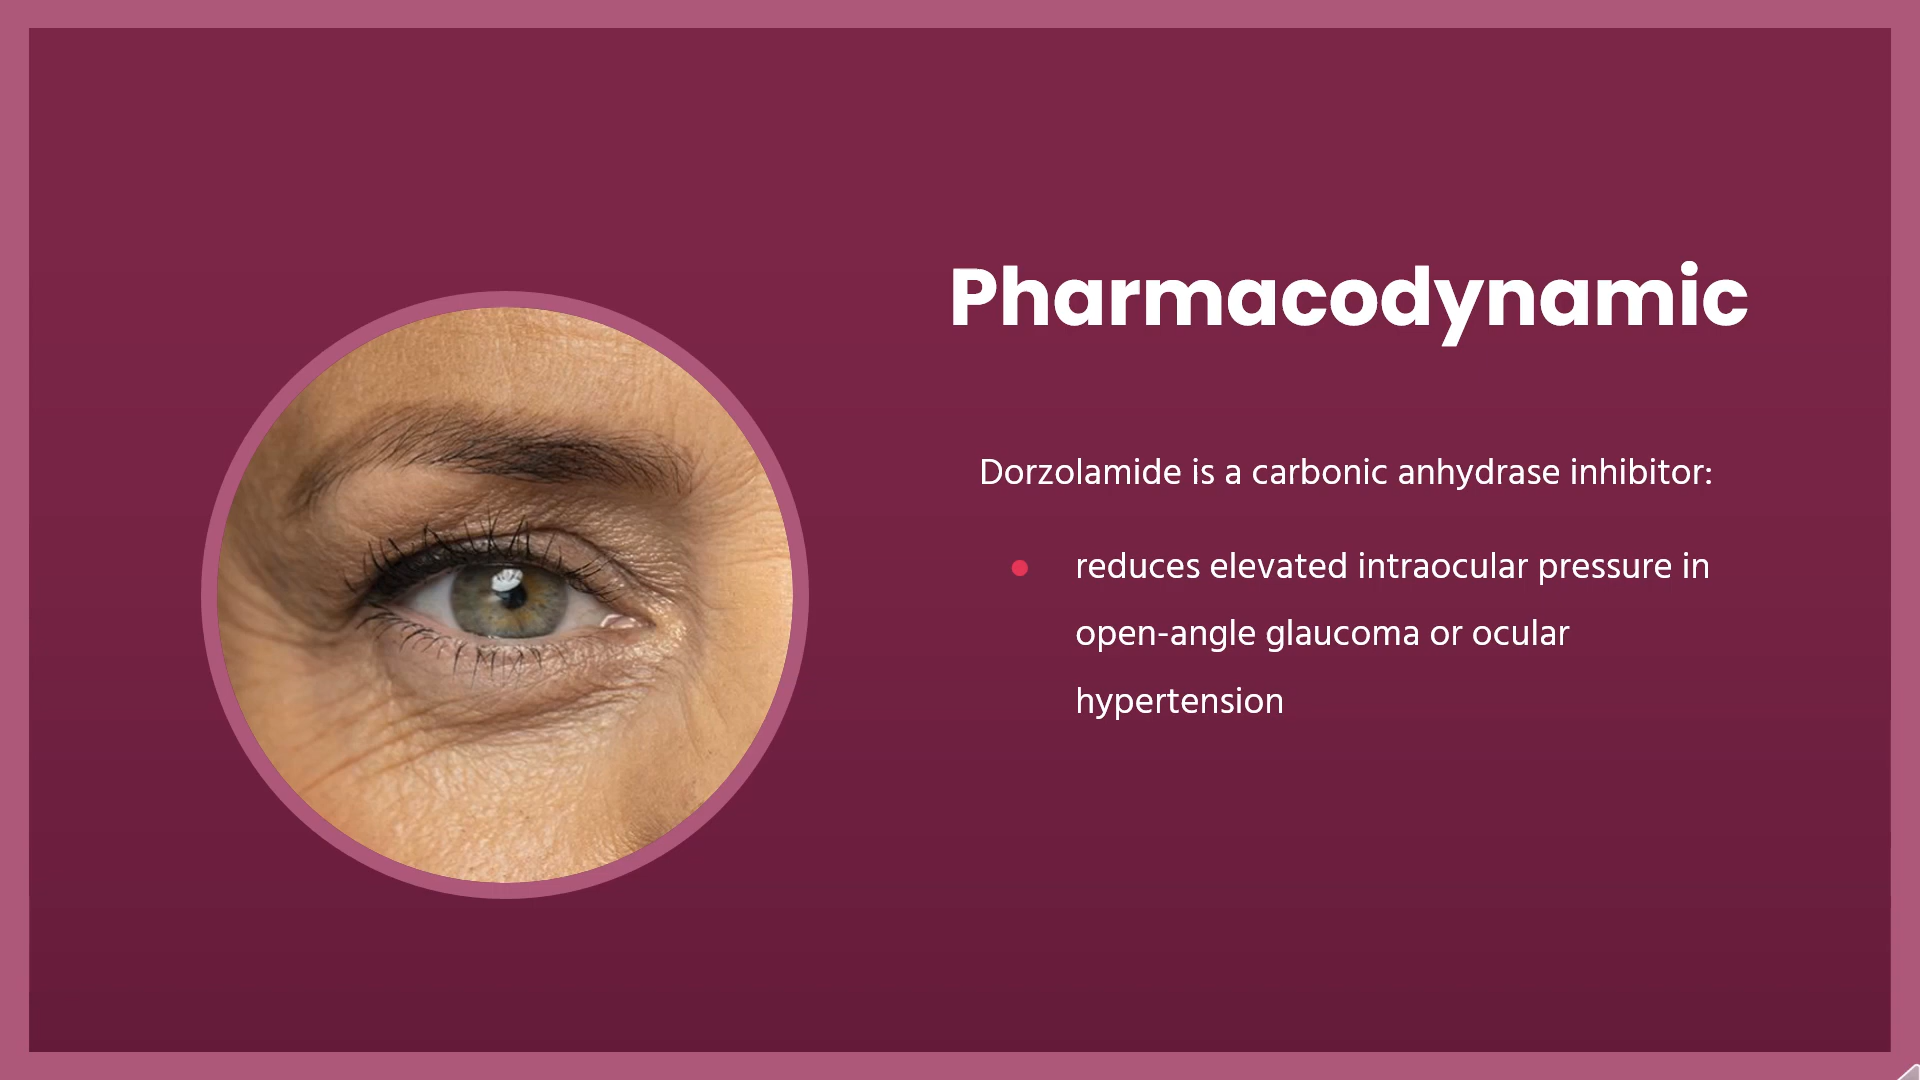 Pharmacodynamic
Dorzolamide is a carbonic anhydrase inhibitor:
reduces elevated intraocular pressure in
open-angle glaucoma or ocular
hypertension